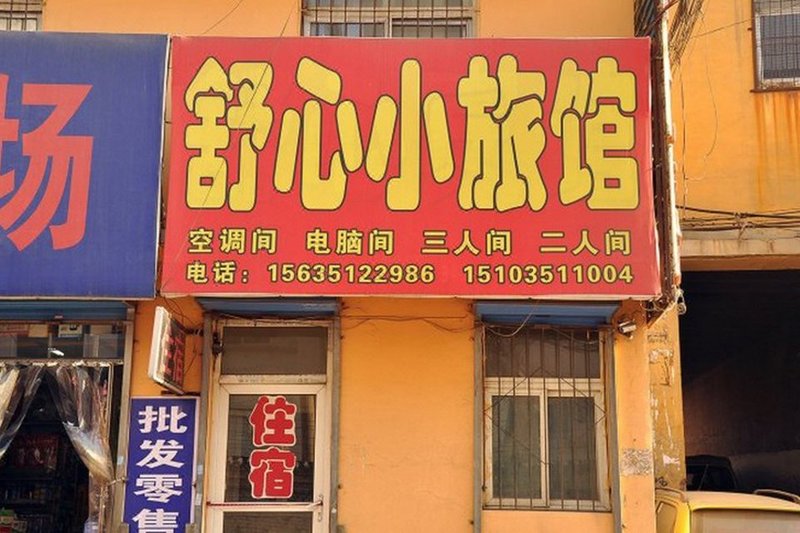 场
舒心小旅馆
空调间 电脑间 三人间 二人间
电话：15635122986 15103511004
住宿
批发零售